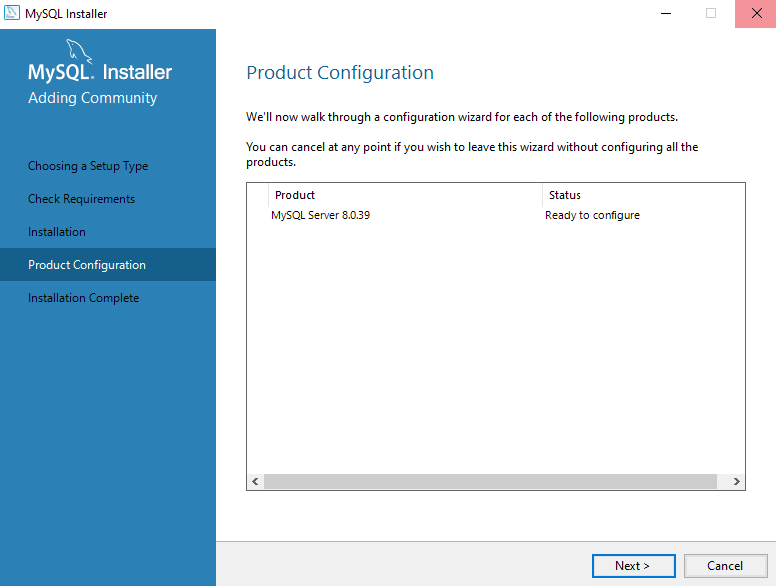 MySQL Installer
MySQL. Installer
Adding Community
Choosing a Setup Type
Check Requirements
Installation
Product Configuration
Installation Complete
Product Configuration
We'll now walk through a configuration wizard for each of the following products.
You can cancel at any point if you wish to leave this wizard without configuring all the
products.
Product Status
MySQL Server 8.0.39 Ready to configure
Next > Cancel